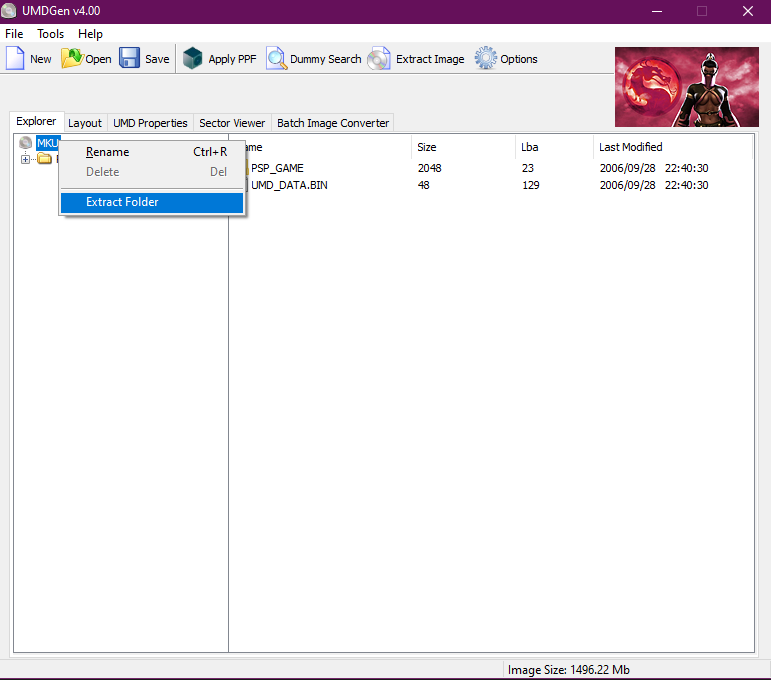 UMDGen v4.00
File Tools Help
New Open Save Apply PPF Dummy Search Extract Image Options
Explorer Layout UMD Properties Sector Viewer Batch Image Converter
MKU ame Size Lba Last Modified
Rename Ctrl+R
PSP_GAME 2048 23 2006/09/28 22:40:30
Delete Del
UMD_DATA.BIN 48 129 2006/09/28 22:40:30
Extract Folder
Image Size: 1496.22 Mb